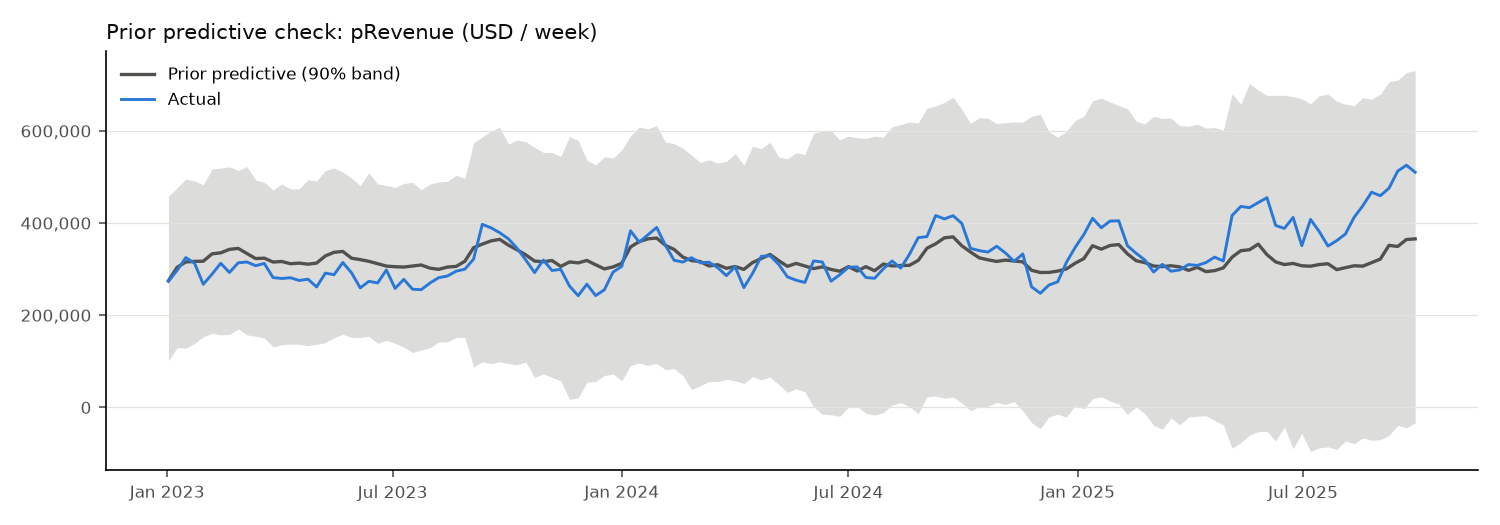 Prior predictive check: pRevenue (USD / week)
Prior predictive (90% band)
Actual
600,000
400,000
200,000
0
Jan 2023
Jul 2023
Jan 2024
Jul 2024
Jan 2025
Jul 2025